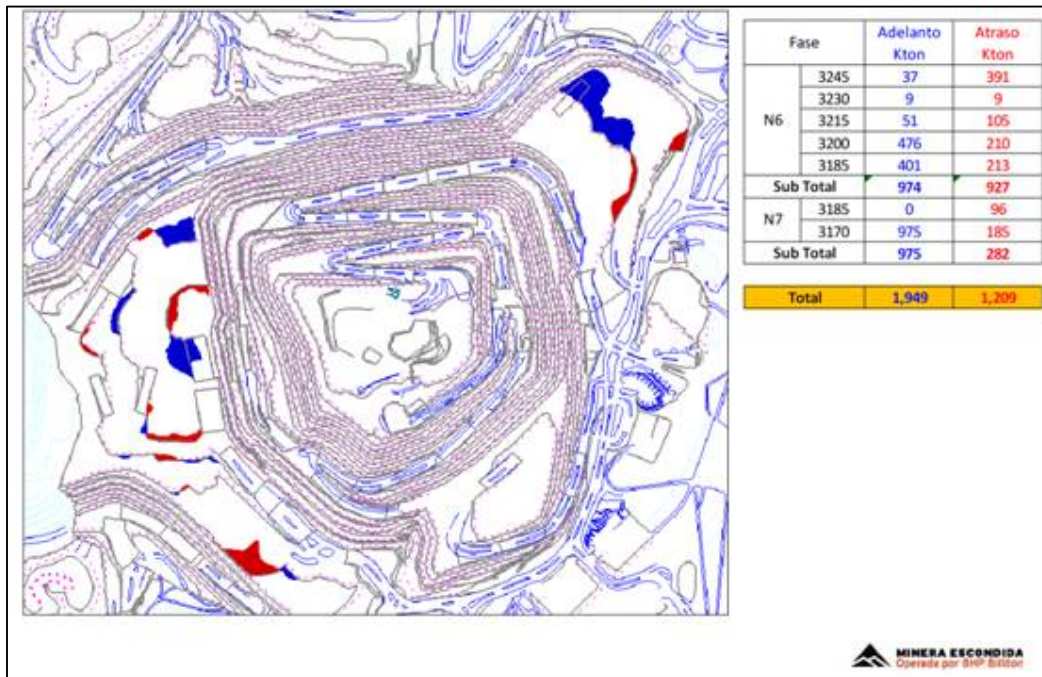 Fase Adelanto Kton Atraso Kton
N6 3245 37 391
3230 9 9
3215 51 105
3200 476 210
3185 401 213
Sub Total 974 927
N7 3185 0 96
3170 975 185
Sub Total 975 282
Total 1,949 1,209
MINERA ESCONDIDA
Operada por BHP Billiton